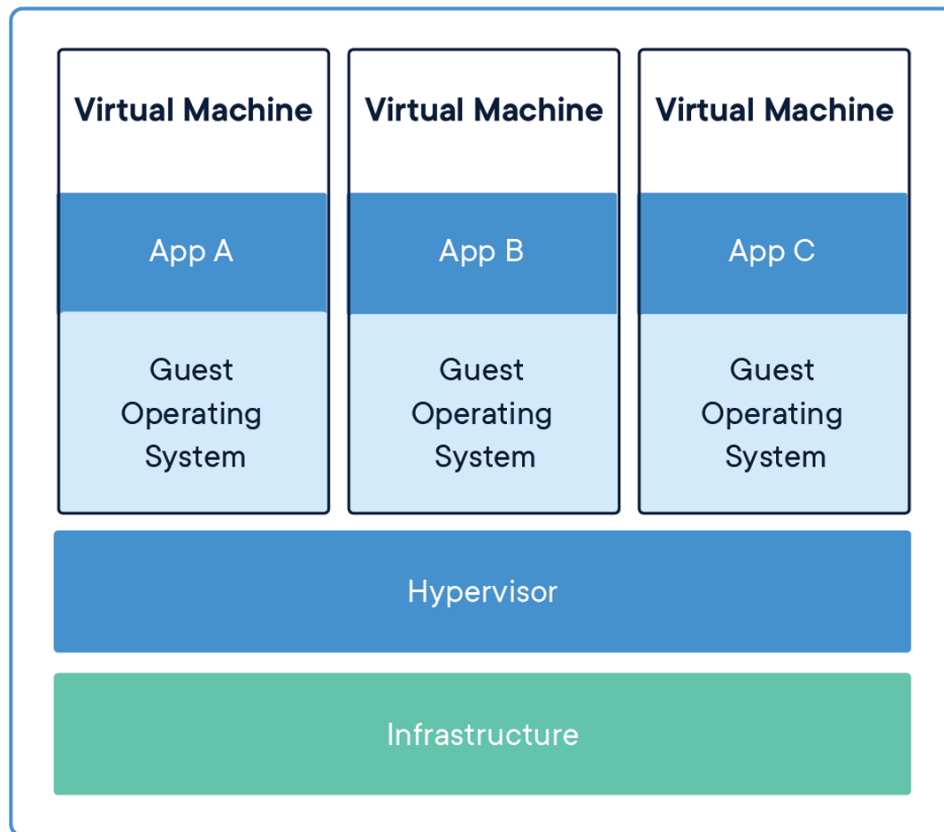 Virtual Machine
Virtual Machine
Virtual Machine
App A
App B
App C
Guest
Operating
System
Guest
Operating
System
Guest
Operating
System
Hypervisor
Infrastructure